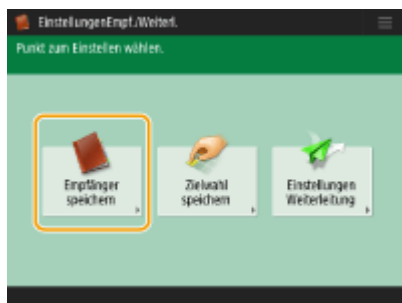 EinstellungenEmpf./Weiterl.
Punkt zum Einstellen wählen.
Empfänger
speichern
Zielwahl
speichern
Einstellungen
Weiterleitung